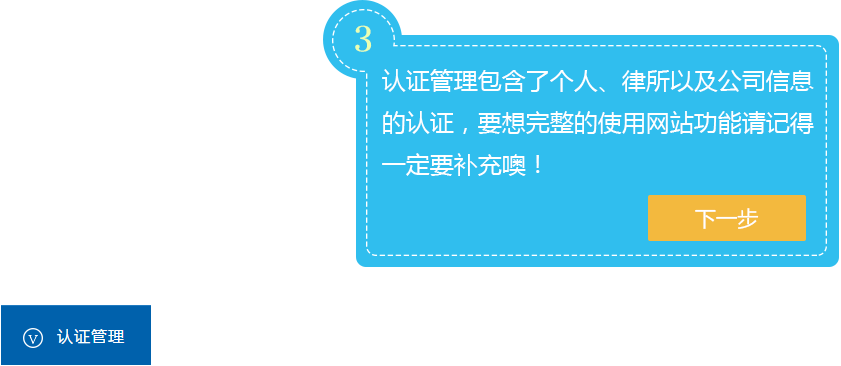 3
认证管理包含了个人、律所以及公司信息
的认证，要想完整的使用网站功能请记得
一定要补充噢！
下一步
V 认证管理